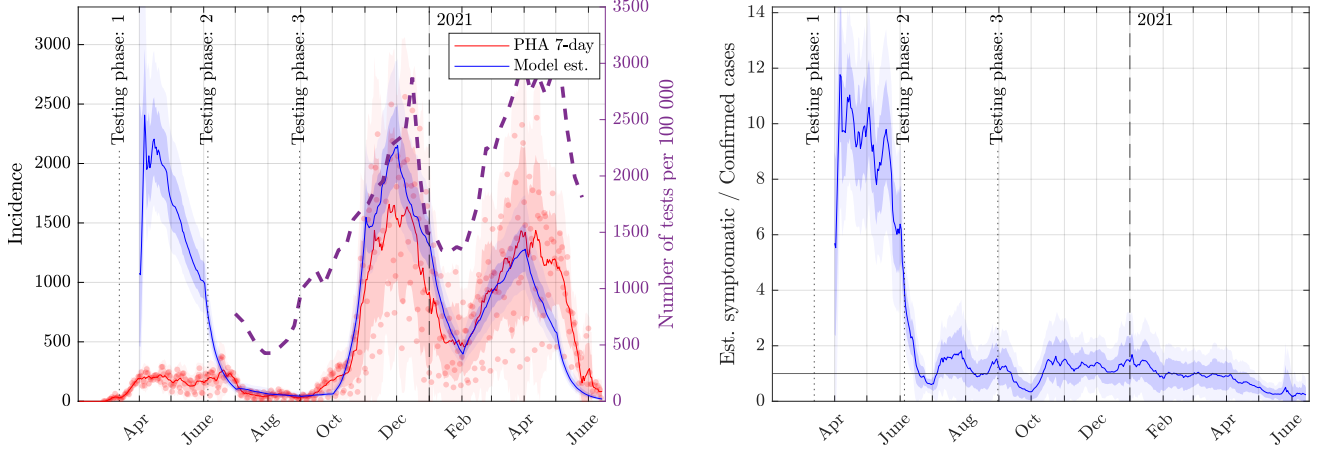 3000
2500
2000
1500
1000
500
0
Incidence
Testing phase: 1
Testing phase: 2
Testing phase: 3
2021
PHA 7-day
Model est.
3500
3000
2500
2000
1500
1000
500
0
Number of tests per 100 000
Apr
June
Aug
Oct
Dec
Feb
Apr
June
14
12
10
8
6
4
2
1
0
Est. symptomatic / Confirmed cases
Testing phase: 1
Testing phase: 2
Testing phase: 3
2021
Apr
June
Aug
Oct
Dec
Feb
Apr
June